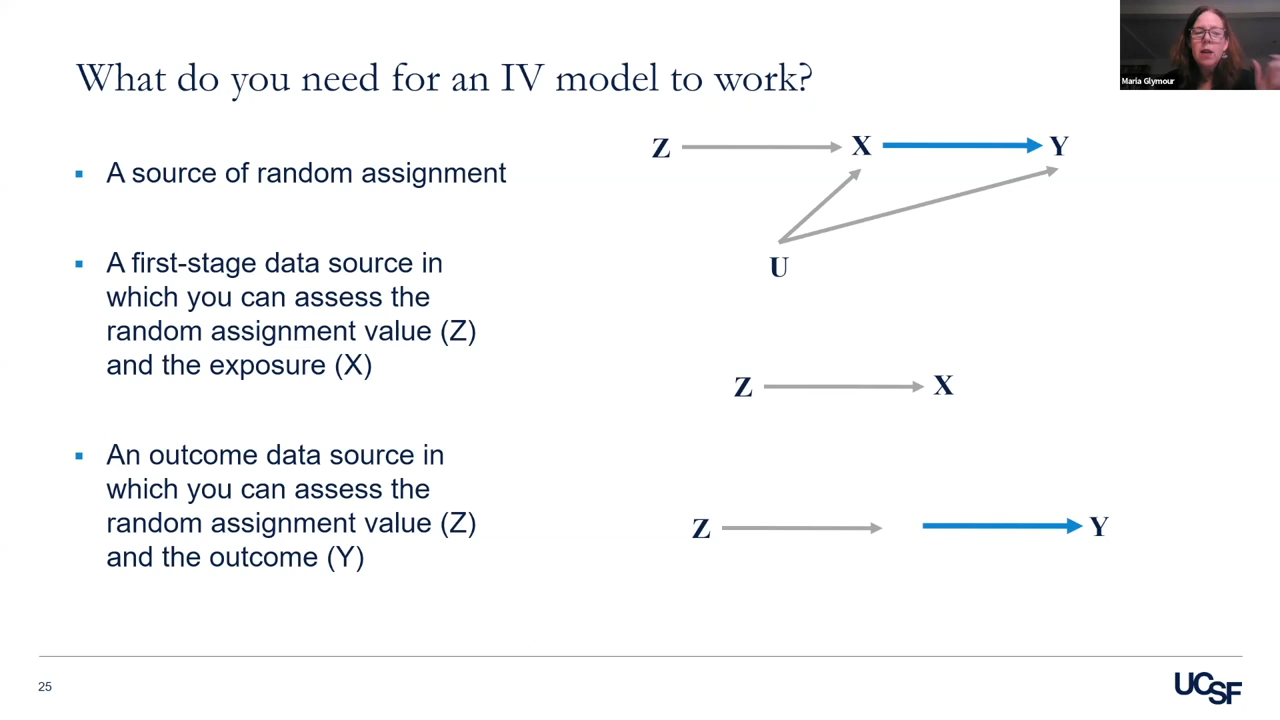 What do you need for an IV model to work?
Maria Glymour
▪ A source of random assignment
▪ A first-stage data source in
which you can assess the
random assignment value (Z)
and the exposure (X)
▪ An outcome data source in
which you can assess the
random assignment value (Z)
and the outcome (Y)
Z X Y
U
Z X
Z Y
25
UCSF